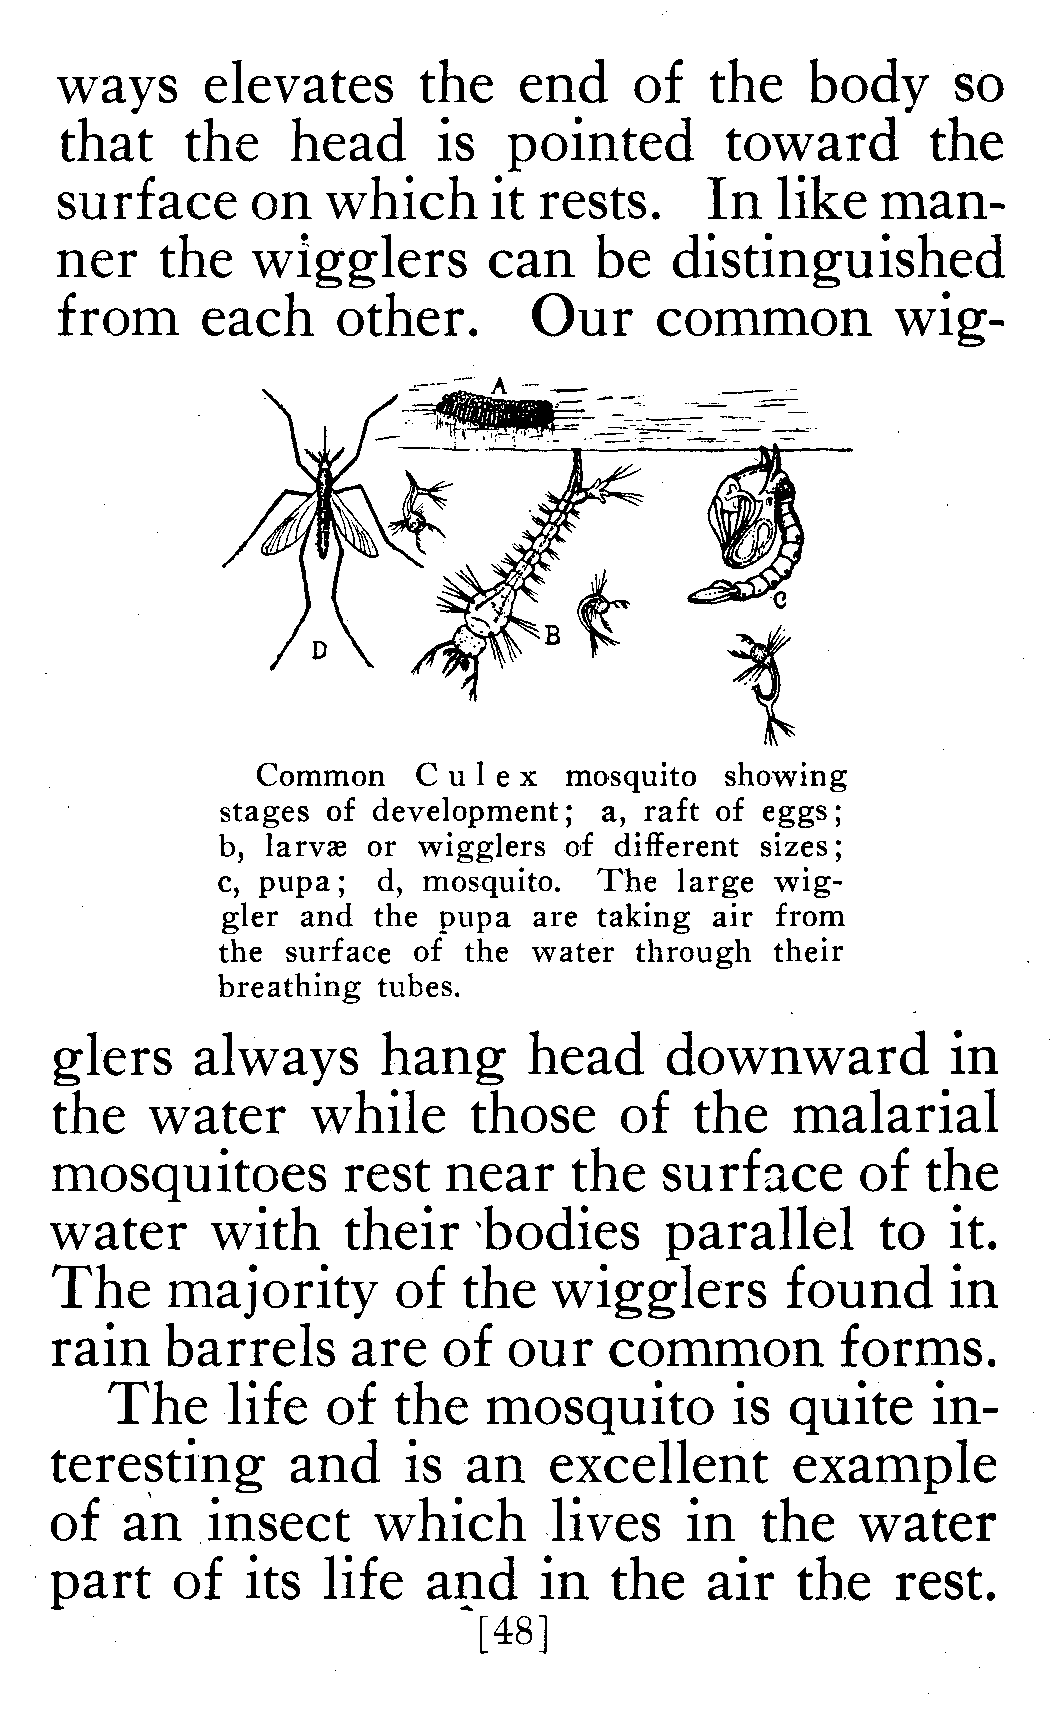 ways elevates the end of the body so
that the head is pointed toward the
surface on which it rests. In like man-
ner the wigglers can be distinguished
from each other. Our common wig-
A
B
C
D
Common Culex mosquito showing
stages of development; a, raft of eggs;
b, larvæ or wigglers of different sizes;
c, pupa; d, mosquito. The large wig-
gler and the pupa are taking air from
the surface of the water through their
breathing tubes.
glers always hang head downward in
the water while those of the malarial
mosquitoes rest near the surface of the
water with their bodies parallel to it.
The majority of the wigglers found in
rain barrels are of our common forms.
The life of the mosquito is quite in-
teresting and is an excellent example
of an insect which lives in the water
part of its life and in the air the rest.
[48]